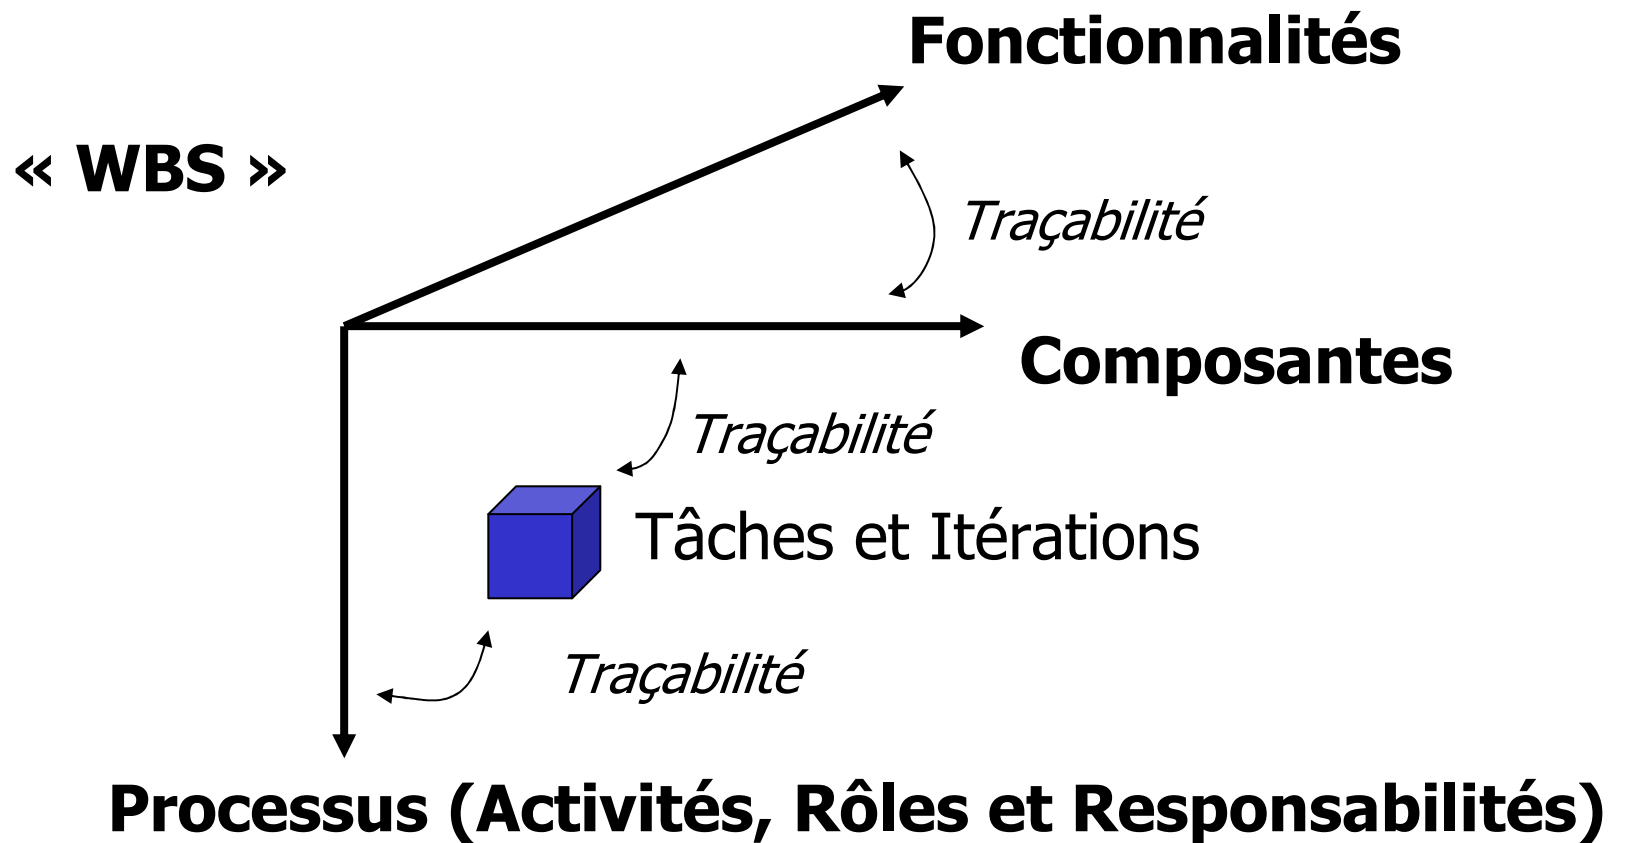 Fonctionnalités
« WBS »
Traçabilité
Composantes
Traçabilité
Tâches et Itérations
Traçabilité
Processus (Activités, Rôles et Responsabilités)